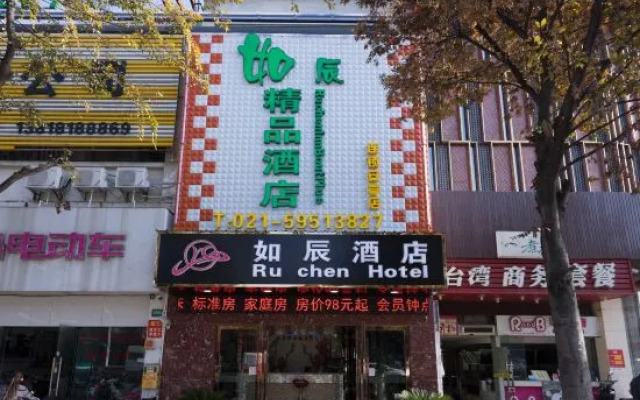 公司
13818188869
如辰
精品酒店
T:021-59513827
如辰酒店
Ru chen Hotel
电动车
台湾 商务套餐
标准房 家庭房 房价98元起 会员钟点